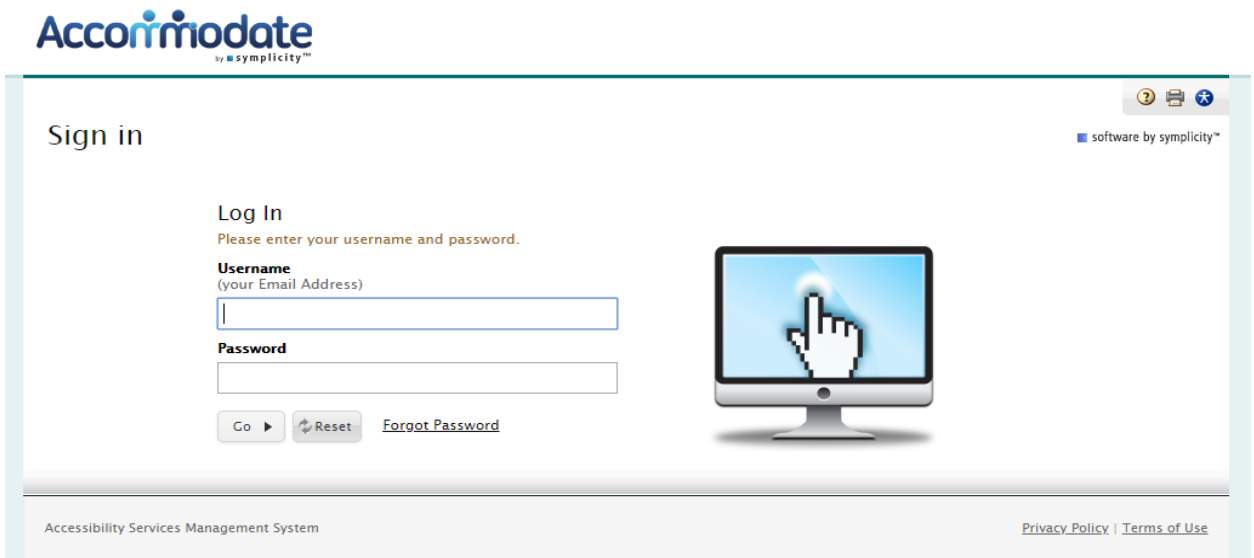 Accommodate
by symplicity™
Sign in
software by symplicity™
Log In
Please enter your username and password.
Username
(your Email Address)
Password
Go
Reset
Forgot Password
Accessibility Services Management System
Privacy Policy | Terms of Use